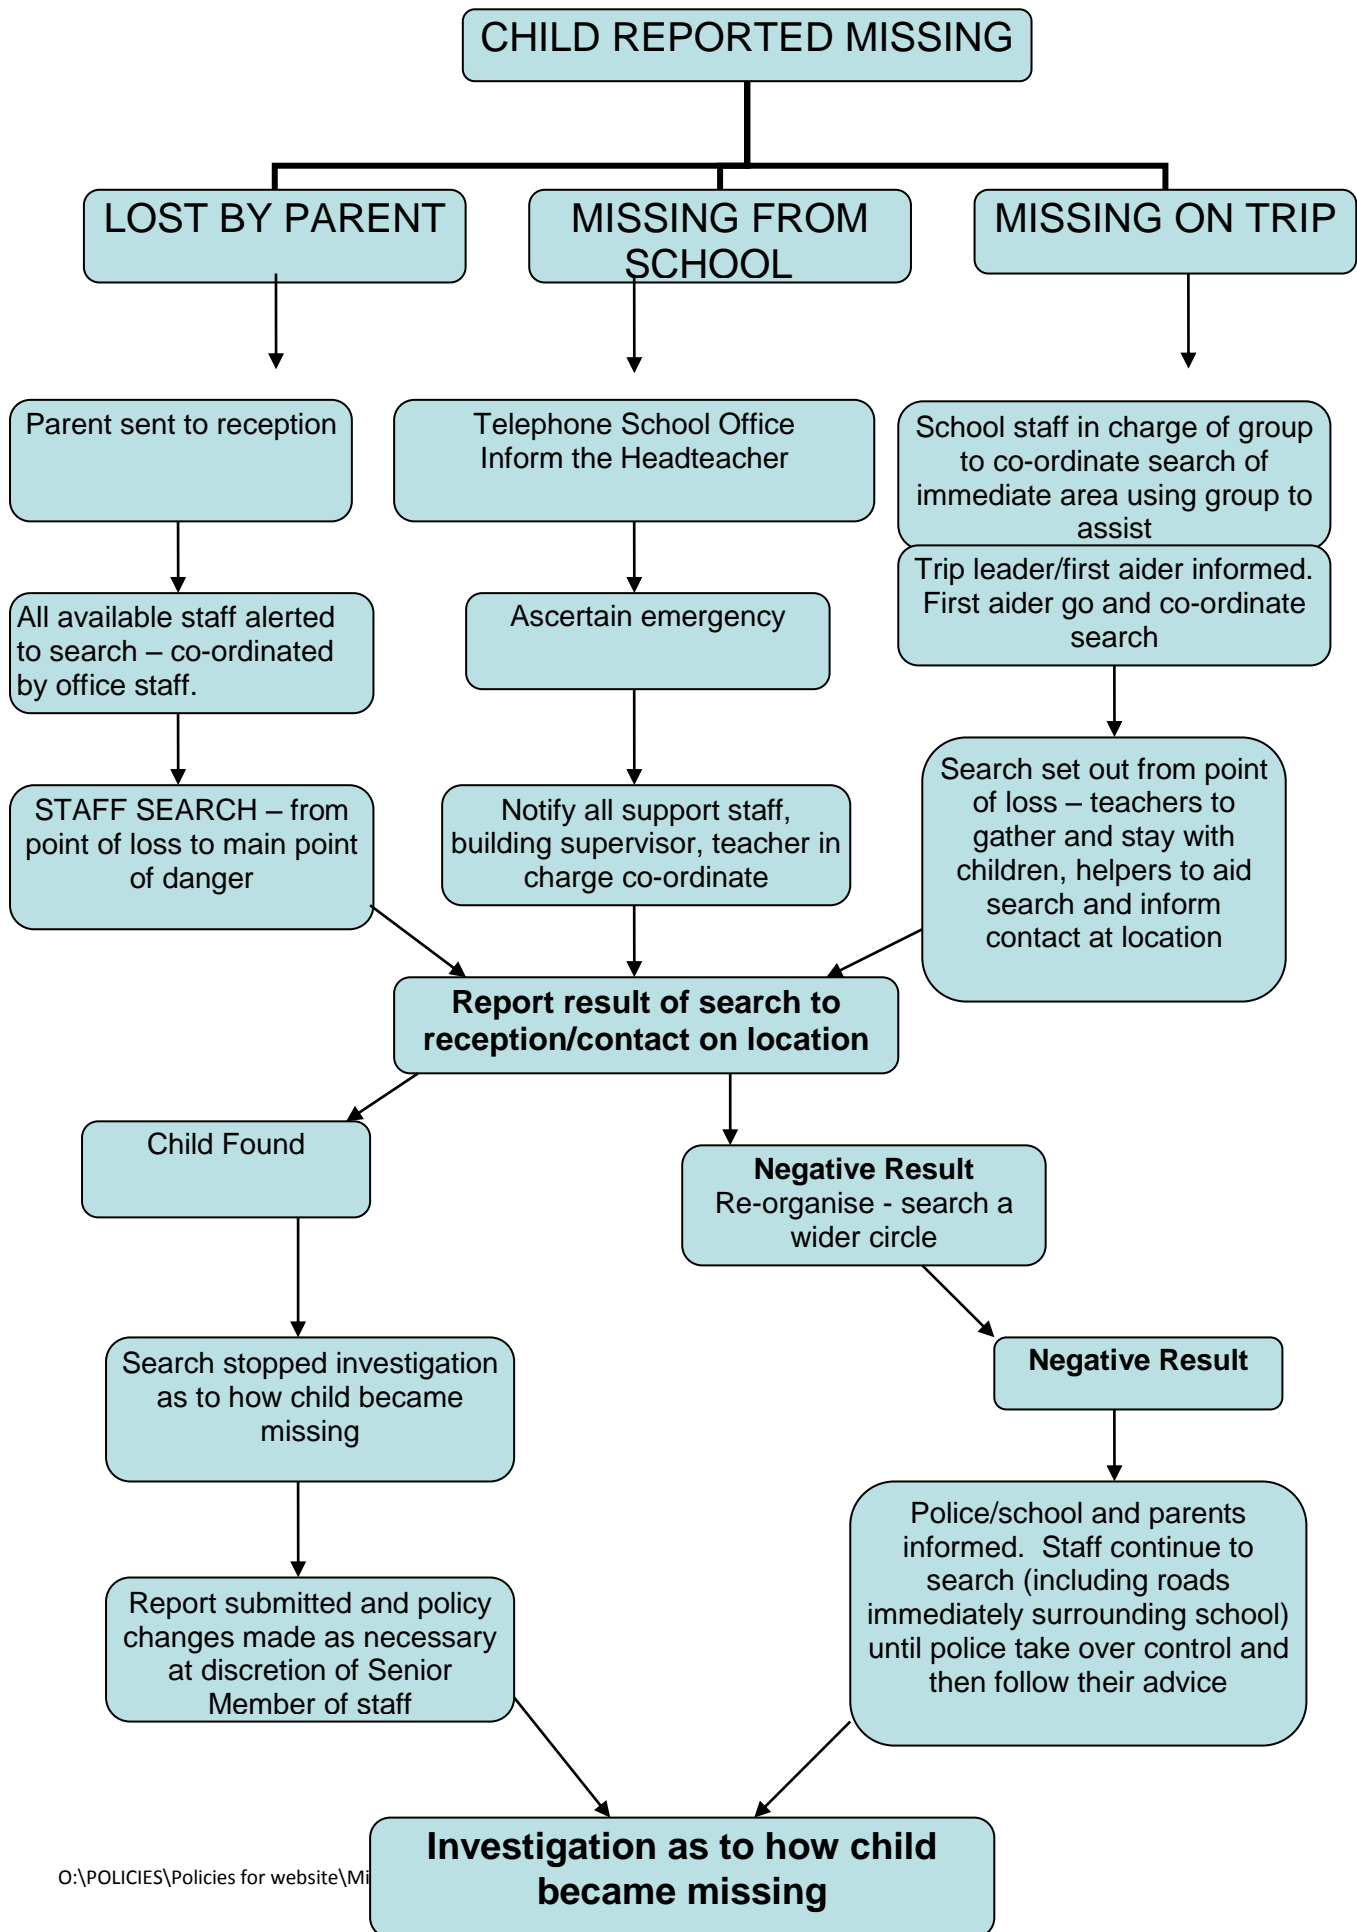 CHILD REPORTED MISSING
LOST BY PARENT
MISSING FROM
SCHOOL
MISSING ON TRIP
Parent sent to reception
Telephone School Office
Inform the Headteacher
School staff in charge of group
to co-ordinate search of
immediate area using group to
assist
Trip leader/first aider informed.
First aider go and co-ordinate
search
All available staff alerted
to search – co-ordinated
by office staff.
Ascertain emergency
STAFF SEARCH – from
point of loss to main point
of danger
Notify all support staff,
building supervisor, teacher in
charge co-ordinate
Search set out from point
of loss – teachers to
gather and stay with
children, helpers to aid
search and inform
contact at location
Report result of search to
reception/contact on location
Child Found
Negative Result
Re-organise - search a
wider circle
Search stopped investigation
as to how child became
missing
Negative Result
Report submitted and policy
changes made as necessary
at discretion of Senior
Member of staff
Police/school and parents
informed.  Staff continue to
search (including roads
immediately surrounding school)
until police take over control and
then follow their advice
Investigation as to how child
became missing
O:\POLICIES\Policies for website\Mi